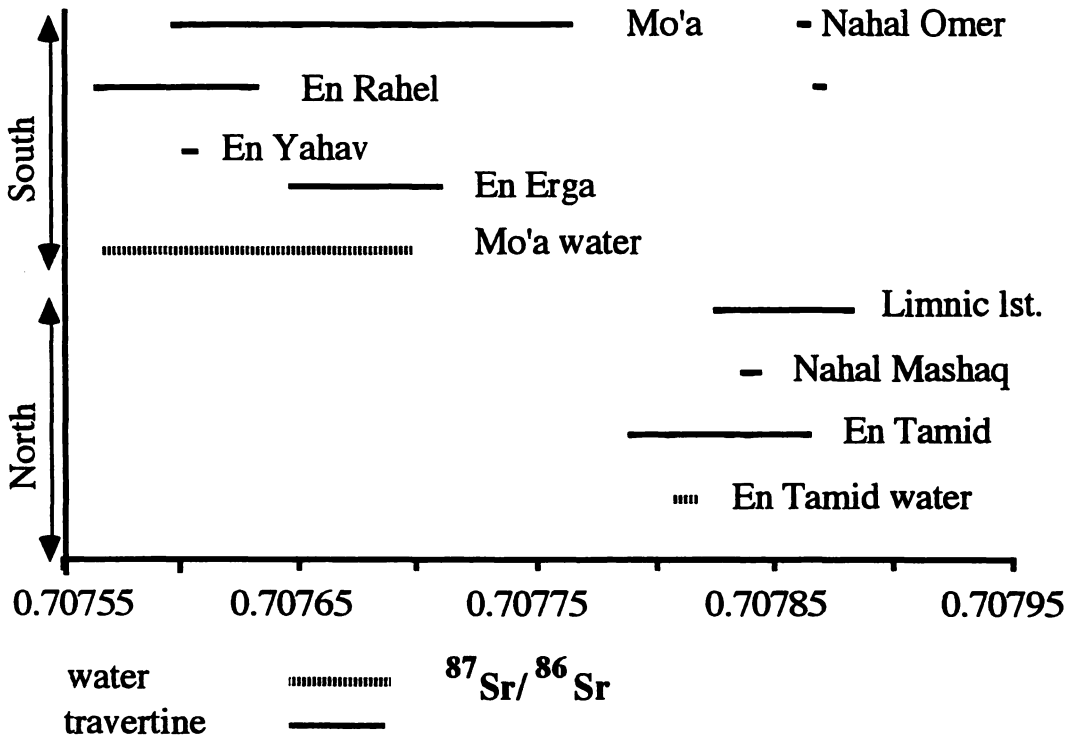 Mo'a
Nahal Omer
En Rahel
En Yahav
En Erga
Mo'a water
South
Limnic lst.
Nahal Mashaq
En Tamid
En Tamid water
North
0.70755 0.70765 0.70775 0.70785 0.70795
water
travertine
⁸⁷Sr/⁸⁶Sr